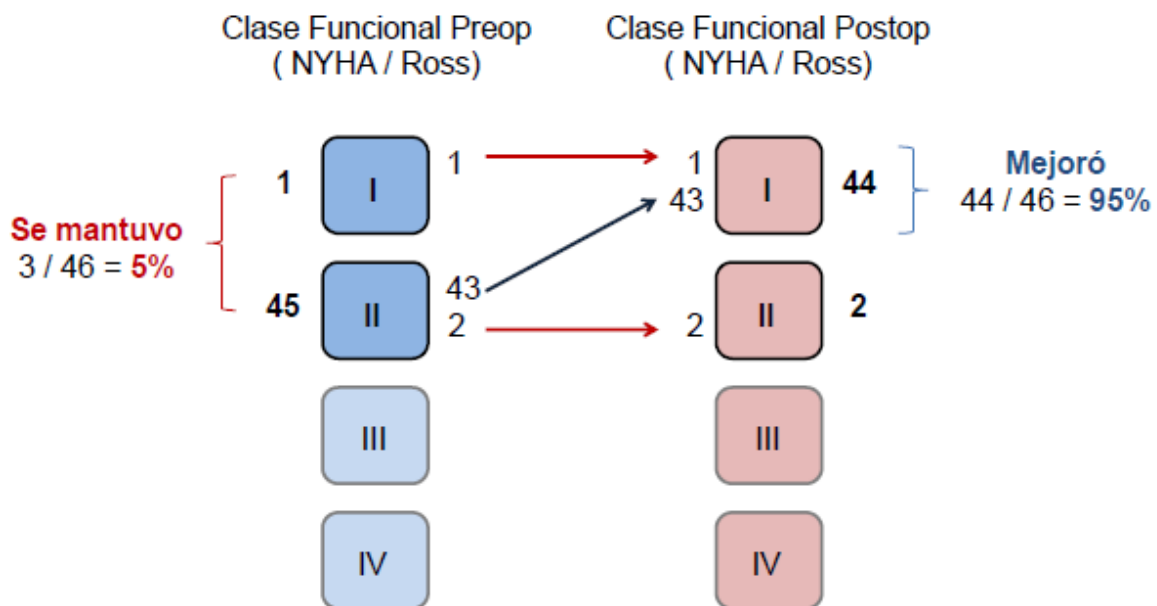 Clase Funcional Preop
( NYHA / Ross)
Clase Funcional Postop
( NYHA / Ross)
Se mantuvo
3 / 46 = 5%
1
I
1
1
43
I
44
Mejoró
44 / 46 = 95%
45
II
43
2
2
II
2
III
III
IV
IV